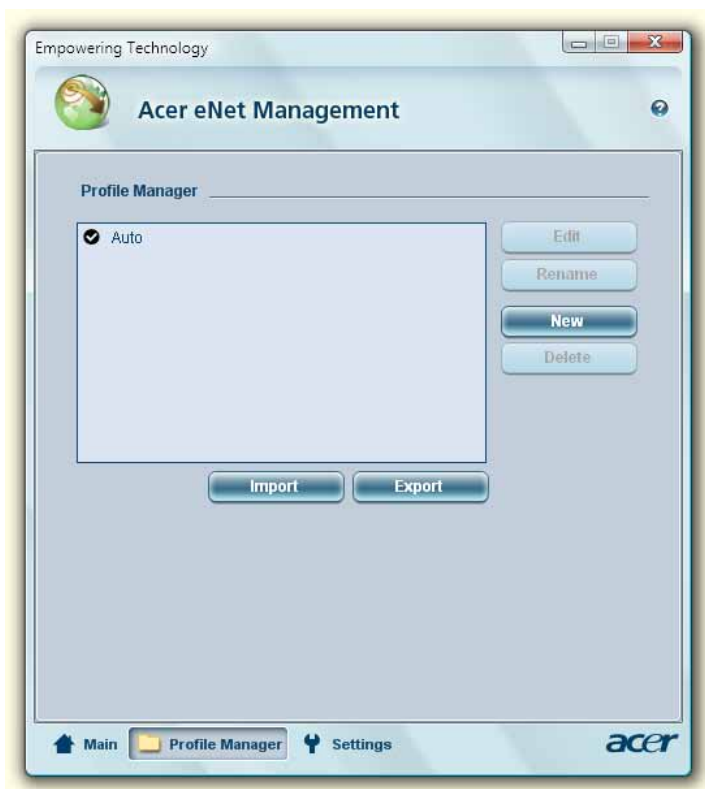 Empowering Technology
Acer eNet Management
Profile Manager
Auto
Edit
Rename
New
Delete
Import Export
Main Profile Manager Settings acer